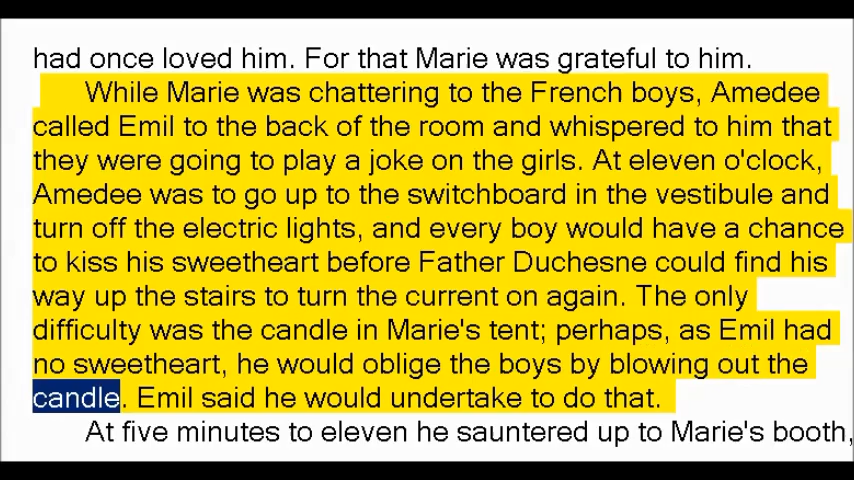 had once loved him. For that Marie was grateful to him.
While Marie was chattering to the French boys, Amedee
called Emil to the back of the room and whispered to him that
they were going to play a joke on the girls. At eleven o'clock,
Amedee was to go up to the switchboard in the vestibule and
turn off the electric lights, and every boy would have a chance
to kiss his sweetheart before Father Duchesne could find his
way up the stairs to turn the current on again. The only
difficulty was the candle in Marie's tent; perhaps, as Emil had
no sweetheart, he would oblige the boys by blowing out the
candle. Emil said he would undertake to do that.
At five minutes to eleven he sauntered up to Marie's booth,